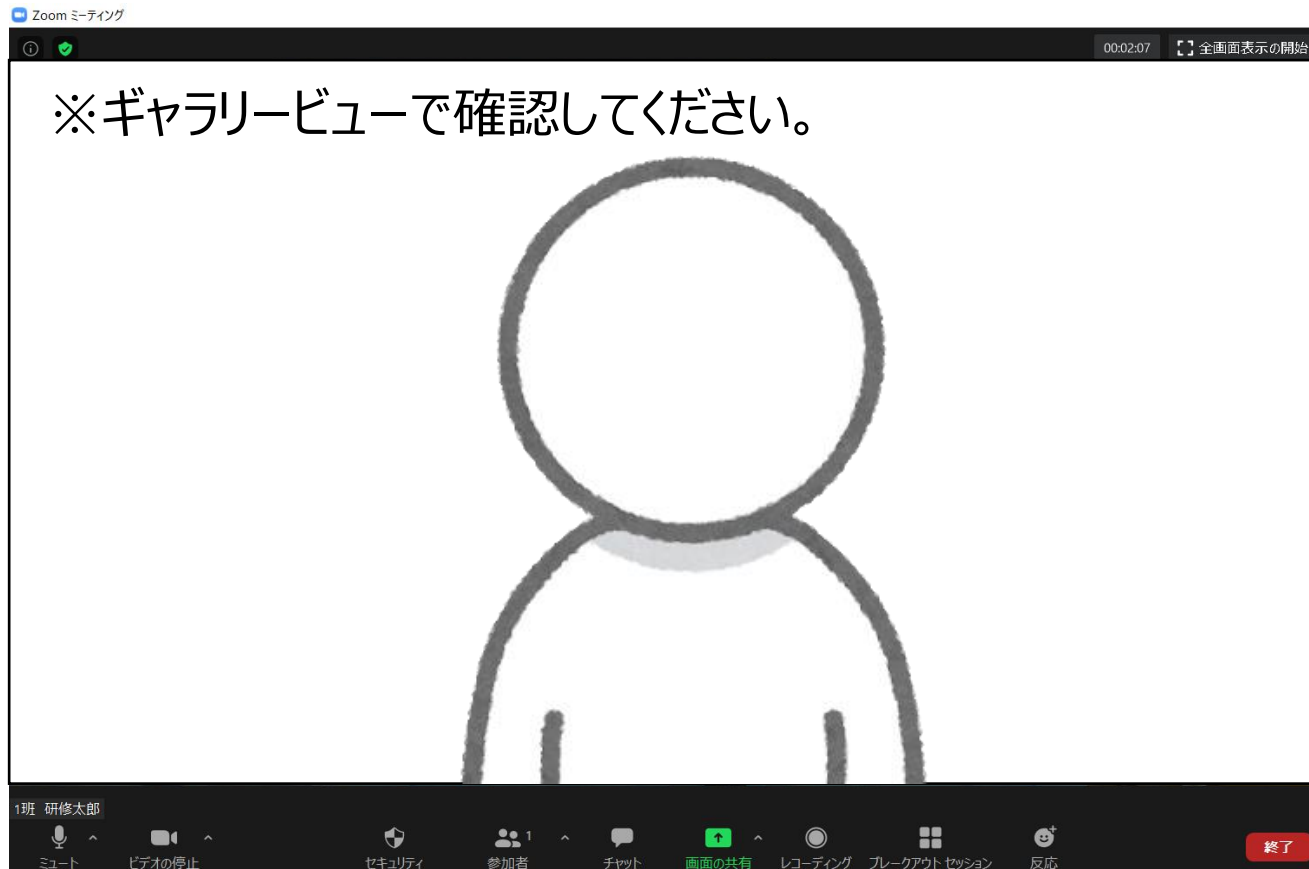 Zoom ミーティング
00:02:07 全画面表示の開始
※ギャラリービューで確認してください。
1班 研修太郎
1
ミュート ビデオの停止 セキュリティ 参加者 チャット 画面の共有 レコーディング ブレークアウト セッション 反応 終了